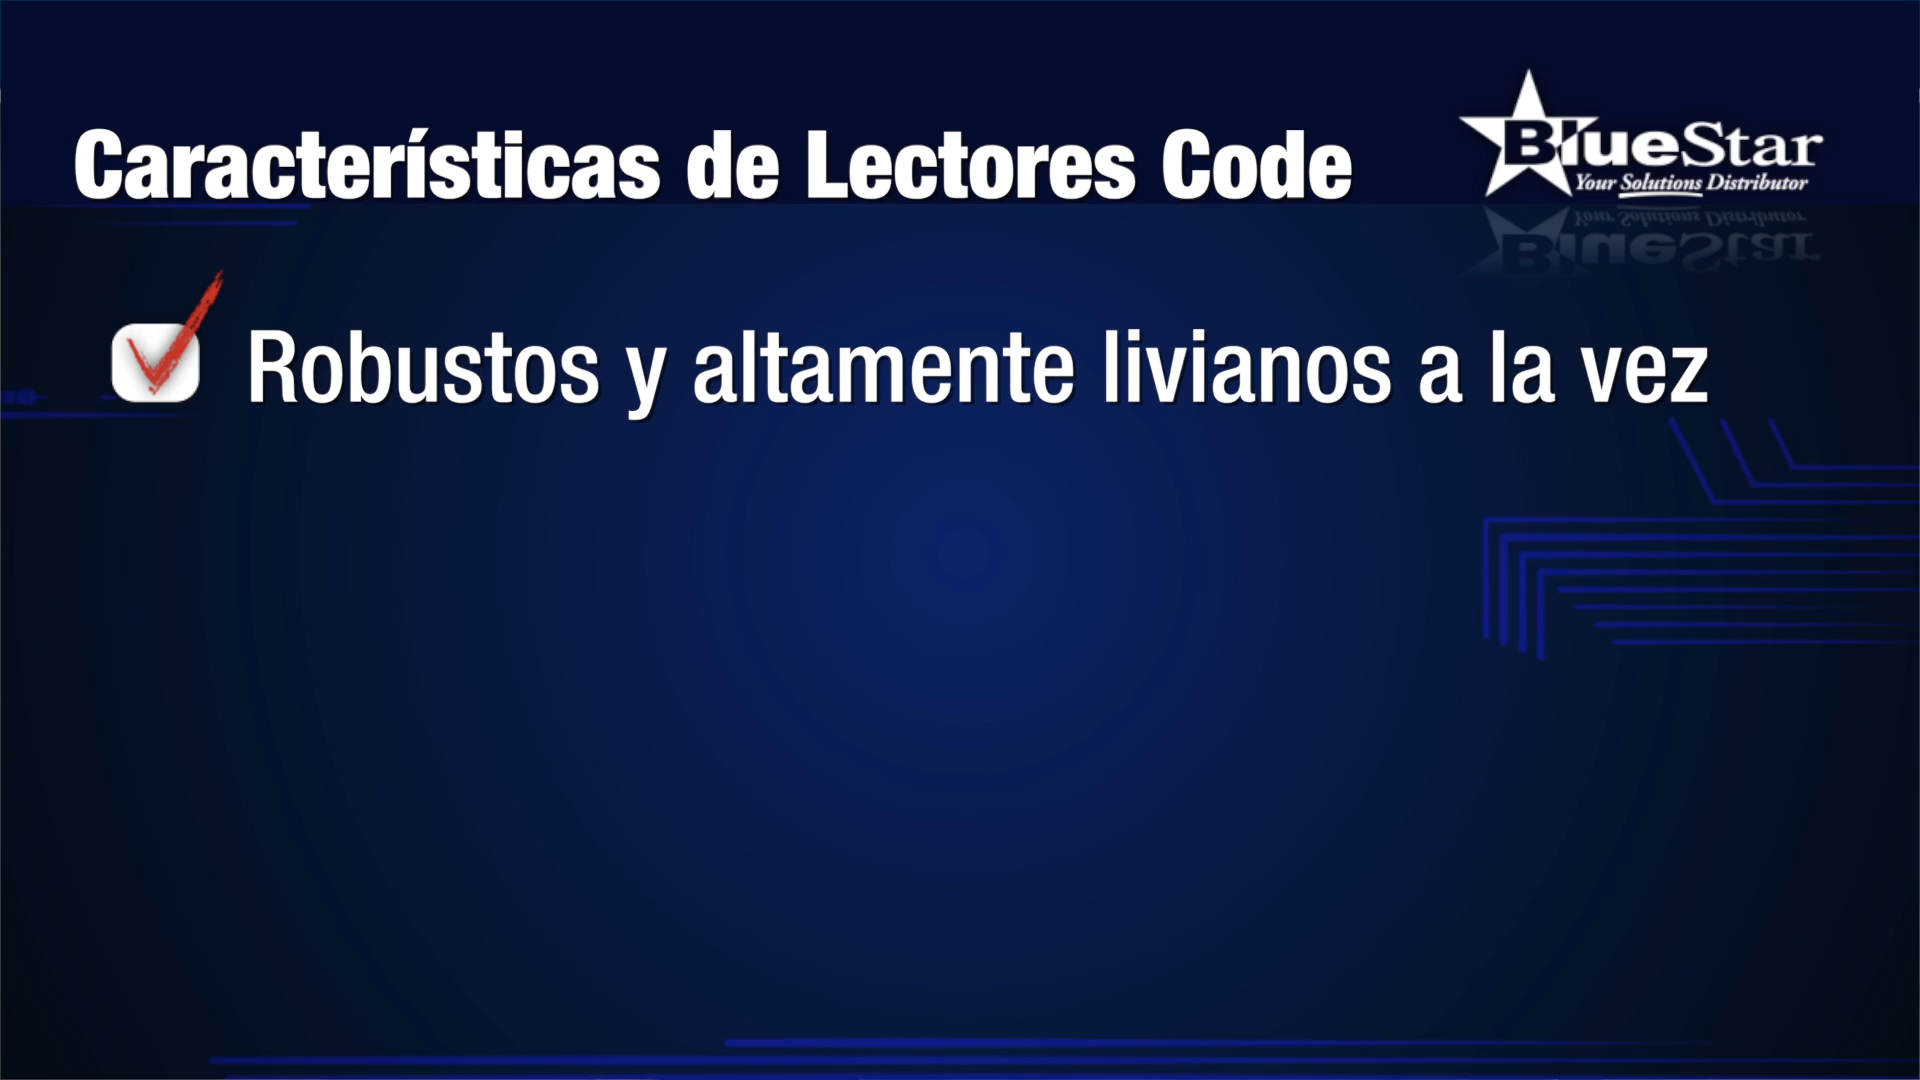 Características de Lectores Code
BlueStar
Your Solutions Distributor
Robustos y altamente livianos a la vez